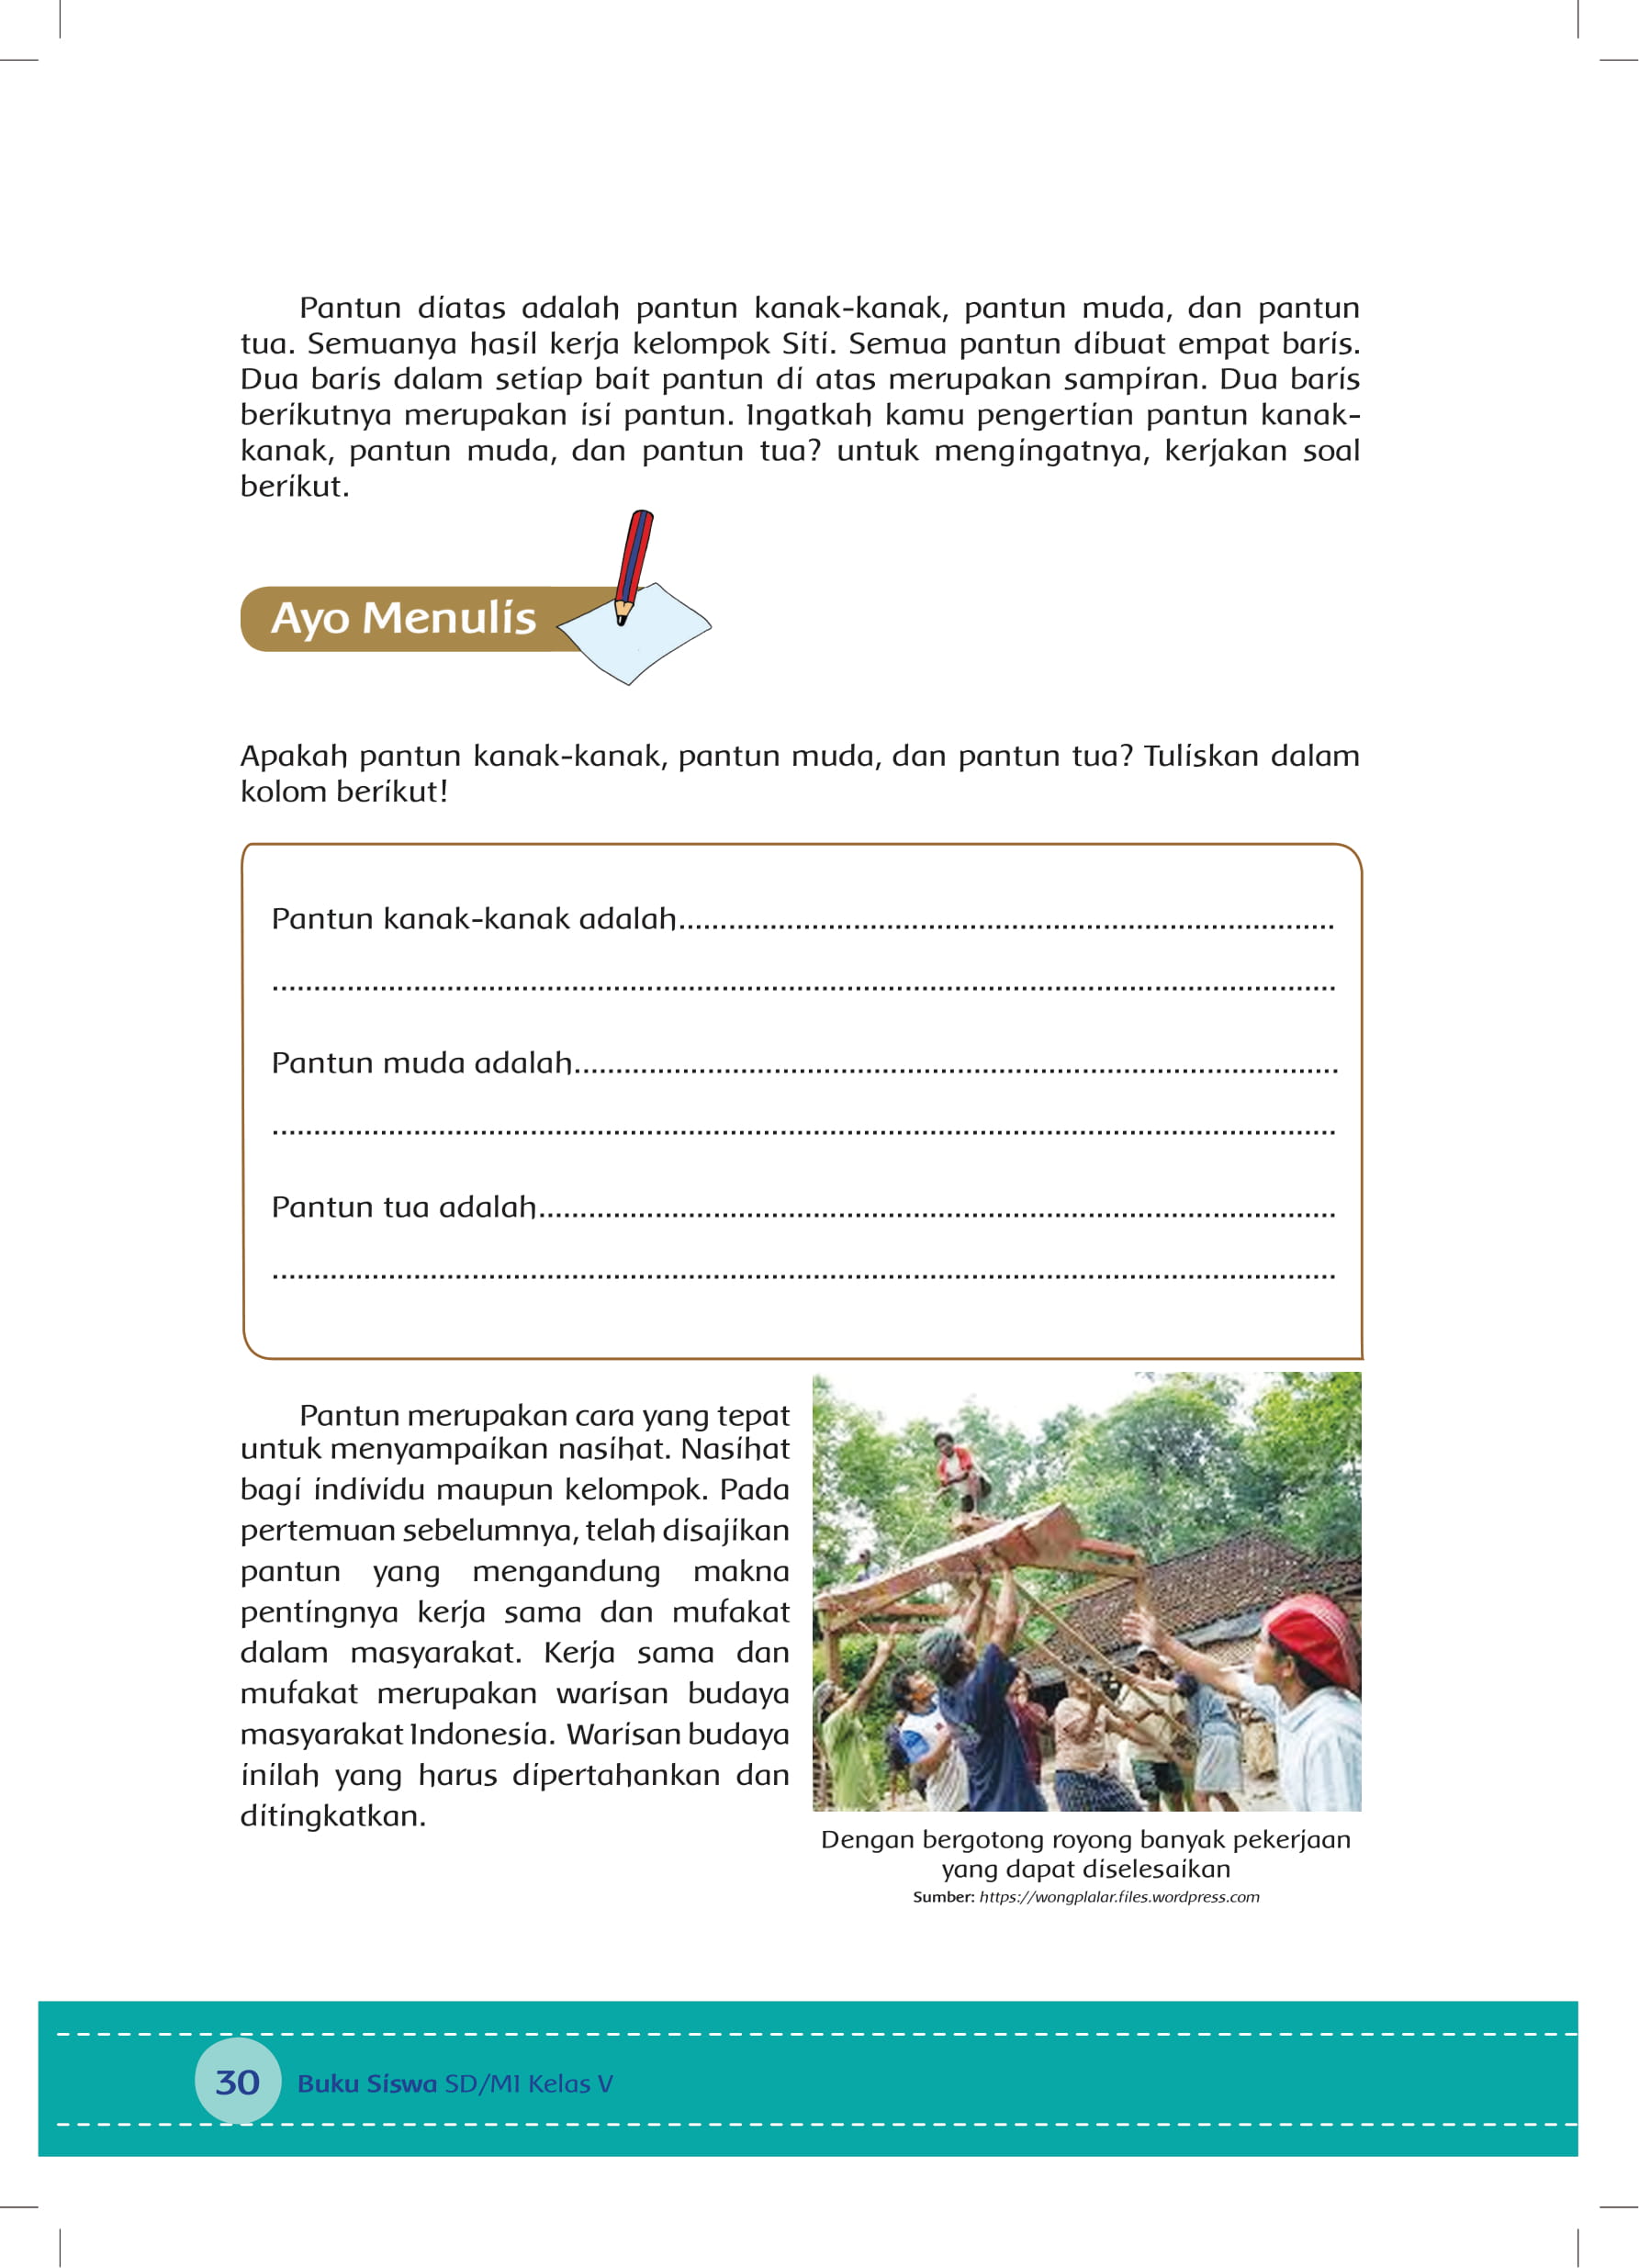 Pantun diatas adalah pantun kanak-kanak, pantun muda, dan pantun
tua. Semuanya hasil kerja kelompok Siti. Semua pantun dibuat empat baris.
Dua baris dalam setiap bait pantun di atas merupakan sampiran. Dua baris
berikutnya merupakan isi pantun. Ingatkah kamu pengertian pantun kanak-
kanak, pantun muda, dan pantun tua? untuk mengingatnya, kerjakan soal
berikut.
Ayo Menulis
Apakah pantun kanak-kanak, pantun muda, dan pantun tua? Tuliskan dalam
kolom berikut!
Pantun kanak-kanak adalah................................................................................
..................................................................................................................................
Pantun muda adalah.............................................................................................
..................................................................................................................................
Pantun tua adalah.................................................................................................
..................................................................................................................................
Pantun merupakan cara yang tepat
untuk menyampaikan nasihat. Nasihat
bagi individu maupun kelompok. Pada
pertemuan sebelumnya, telah disajikan
pantun yang mengandung makna
pentingnya kerja sama dan mufakat
dalam masyarakat. Kerja sama dan
mufakat merupakan warisan budaya
masyarakat Indonesia. Warisan budaya
inilah yang harus dipertahankan dan
ditingkatkan.
Dengan bergotong royong banyak pekerjaan
yang dapat diselesaikan
Sumber: https://wongplalar.files.wordpress.com
30 Buku Siswa SD/MI Kelas V